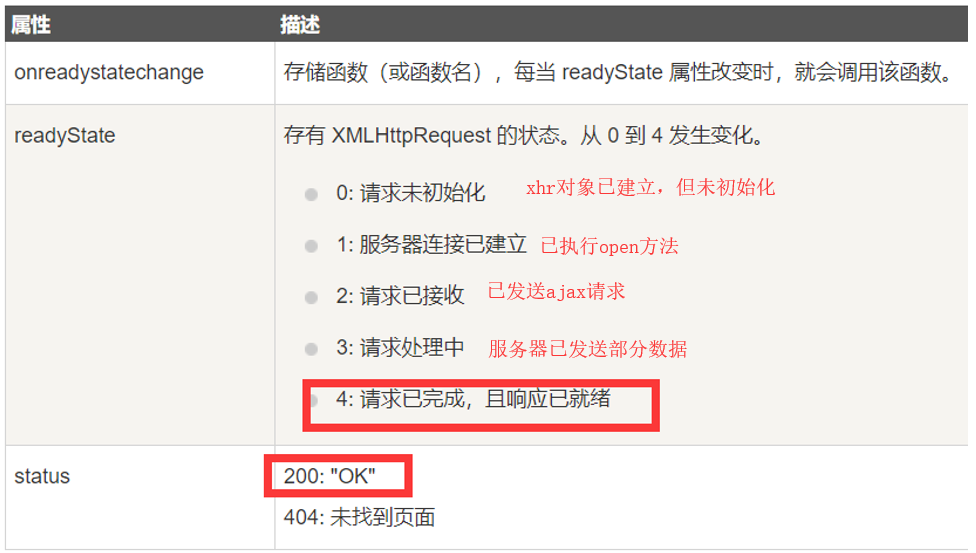 属性 描述
onreadystatechange 存储函数（或函数名），每当 readyState 属性改变时，就会调用该函数。
readyState 存有 XMLHttpRequest 的状态。从 0 到 4 发生变化。
0: 请求未初始化 xhr对象已建立，但未初始化
1: 服务器连接已建立 已执行open方法
2: 请求已接收 已发送ajax请求
3: 请求处理中 服务器已发送部分数据
4: 请求已完成，且响应已就绪
status 200: "OK"
404: 未找到页面